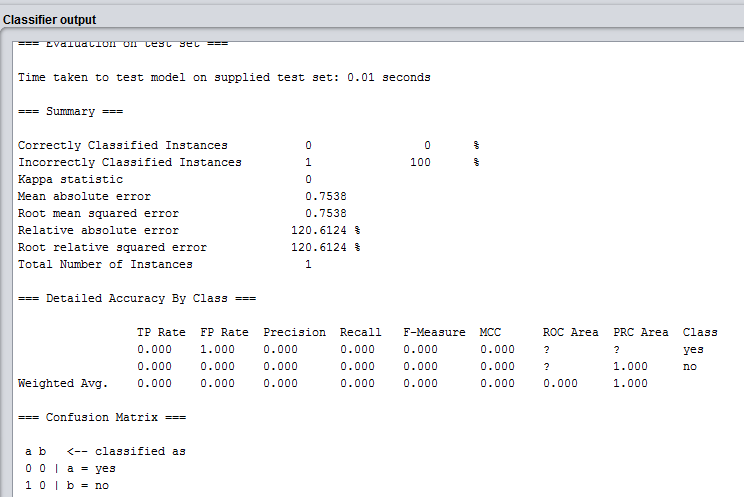 Classifier output
=== Evaluation on test set ===
Time taken to test model on supplied test set: 0.01 seconds
=== Summary ===
Correctly Classified Instances 0 0 %
Incorrectly Classified Instances 1 100 %
Kappa statistic 0
Mean absolute error 0.7538
Root mean squared error 0.7538
Relative absolute error 120.6124 %
Root relative squared error 120.6124 %
Total Number of Instances 1
=== Detailed Accuracy By Class ===
TP Rate FP Rate Precision Recall F-Measure MCC ROC Area PRC Area Class
0.000 1.000 0.000 0.000 0.000 0.000 ? ? yes
0.000 0.000 0.000 0.000 0.000 0.000 ? 1.000 no
Weighted Avg. 0.000 0.000 0.000 0.000 0.000 0.000 0.000 1.000
=== Confusion Matrix ===
a b <-- classified as
0 0 | a = yes
1 0 | b = no